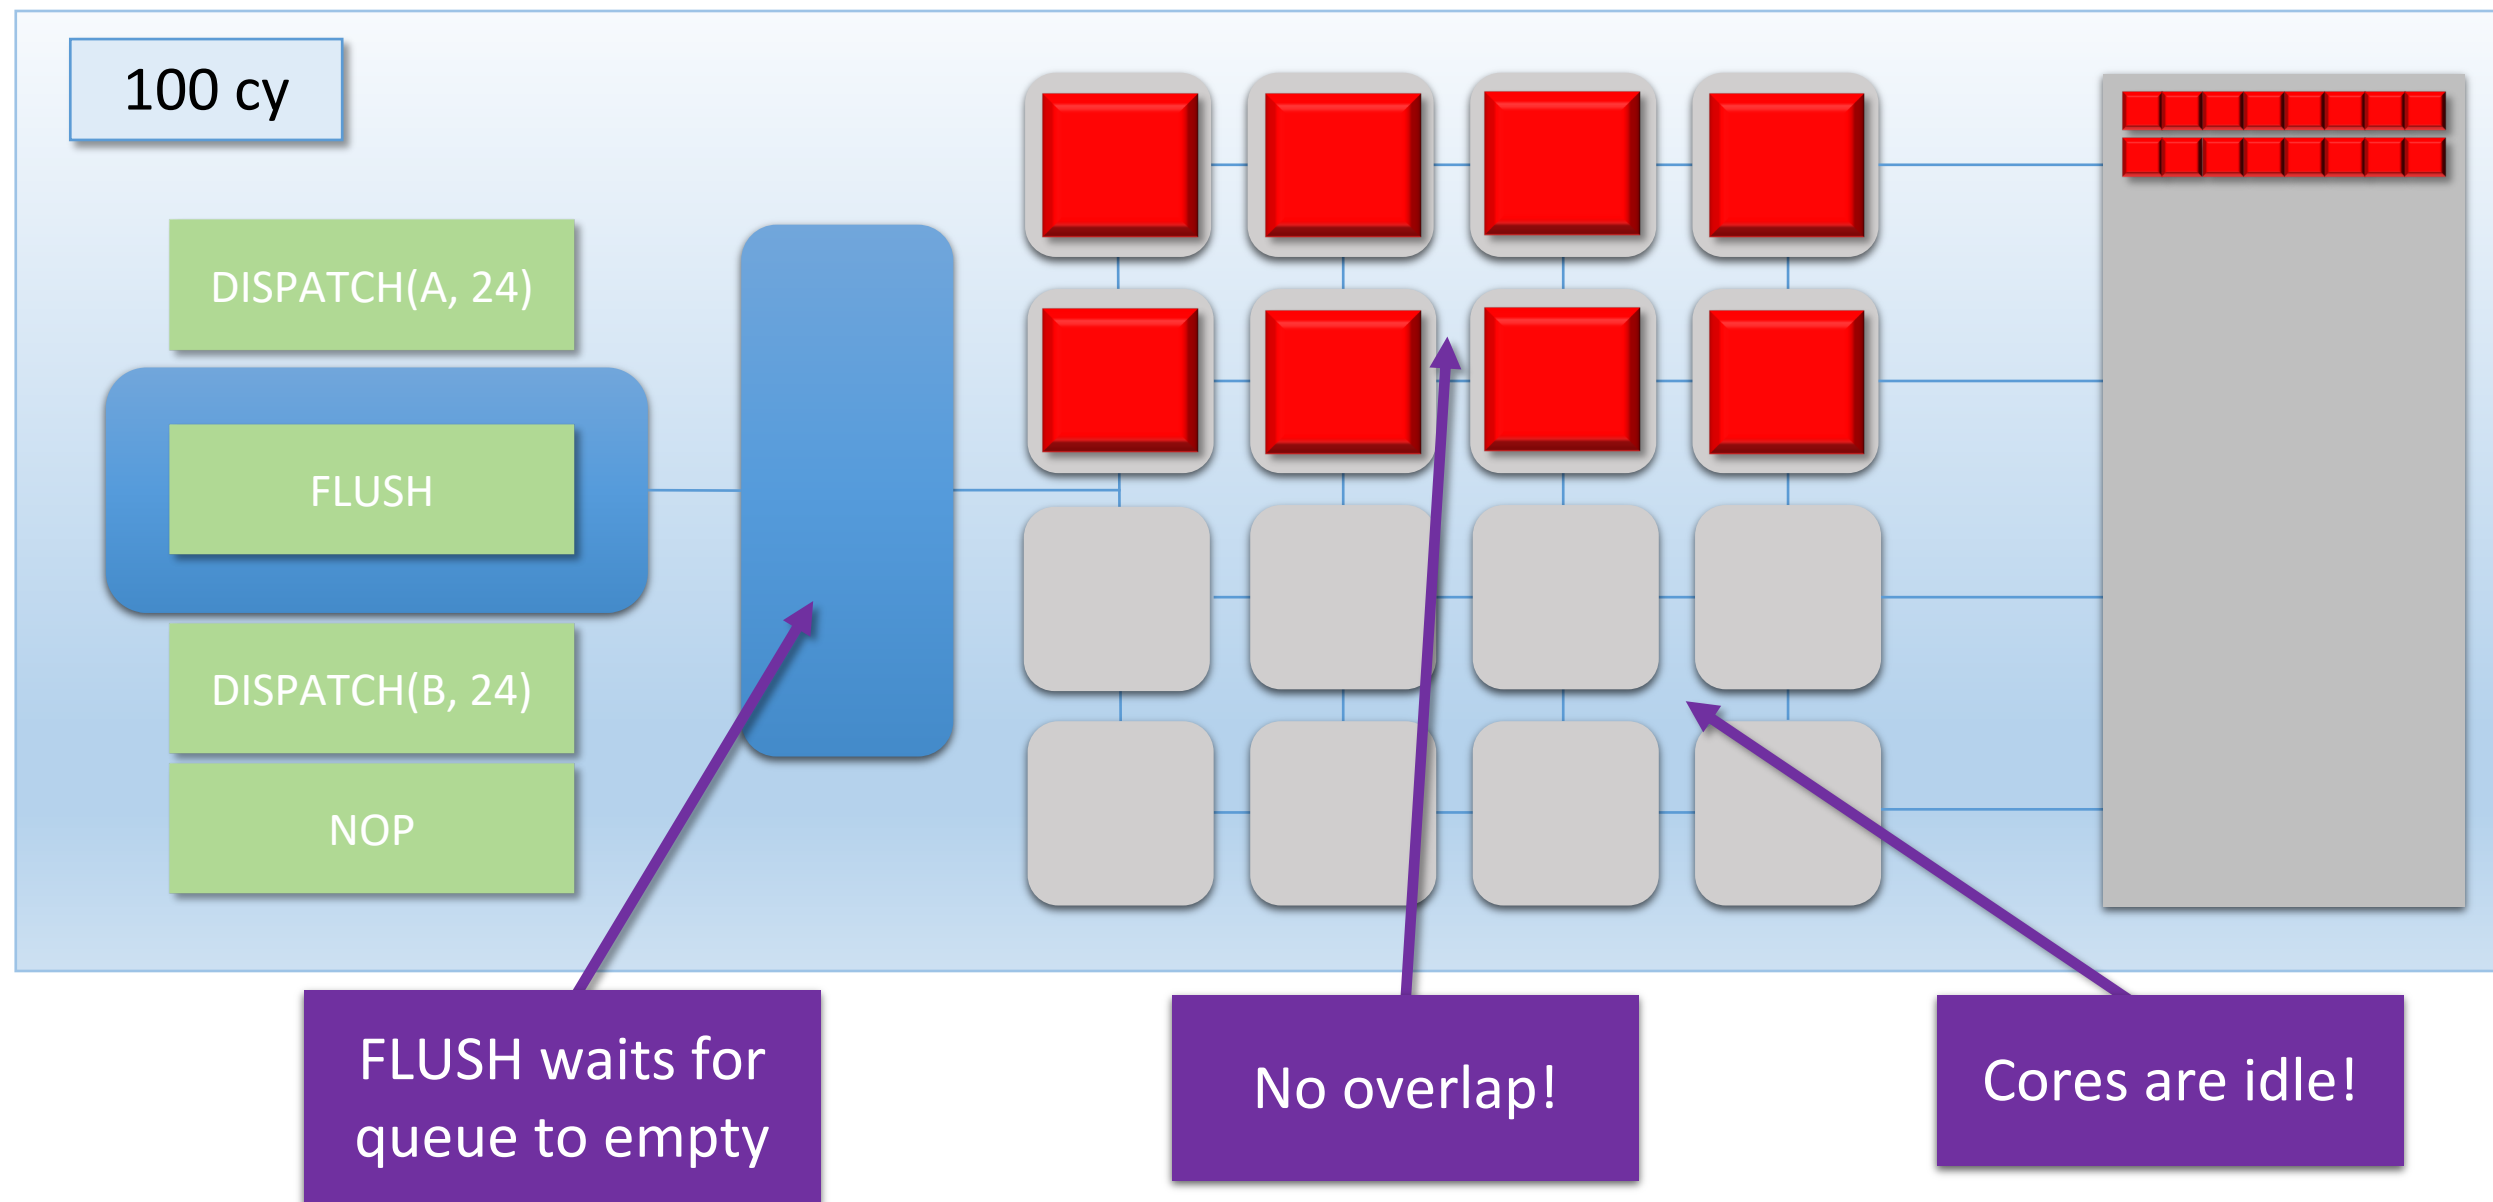 100 cy
DISPATCH(A, 24)
FLUSH
DISPATCH(B, 24)
NOP
FLUSH waits for
queue to empty
No overlap!
Cores are idle!